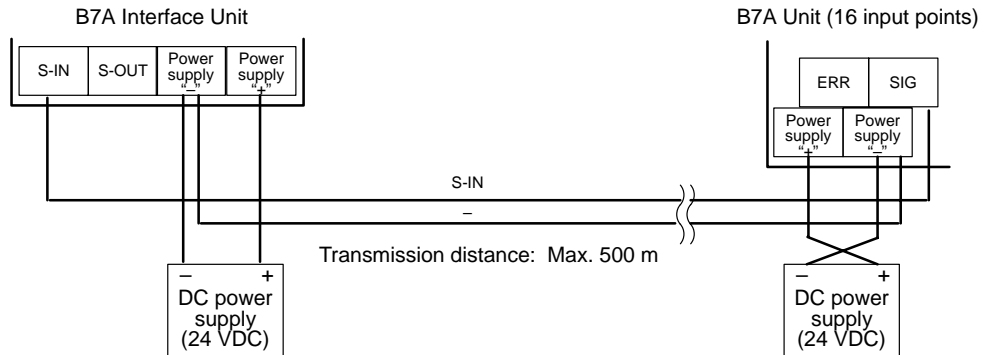 B7A Interface Unit
B7A Unit (16 input points)
S-IN
S-OUT
Power
supply
“–”
Power
supply
“+”
ERR
SIG
Power
supply
“+”
Power
supply
“–”
S-IN
–
Transmission distance: Max. 500 m
– +
DC power
supply
(24 VDC)
– +
DC power
supply
(24 VDC)